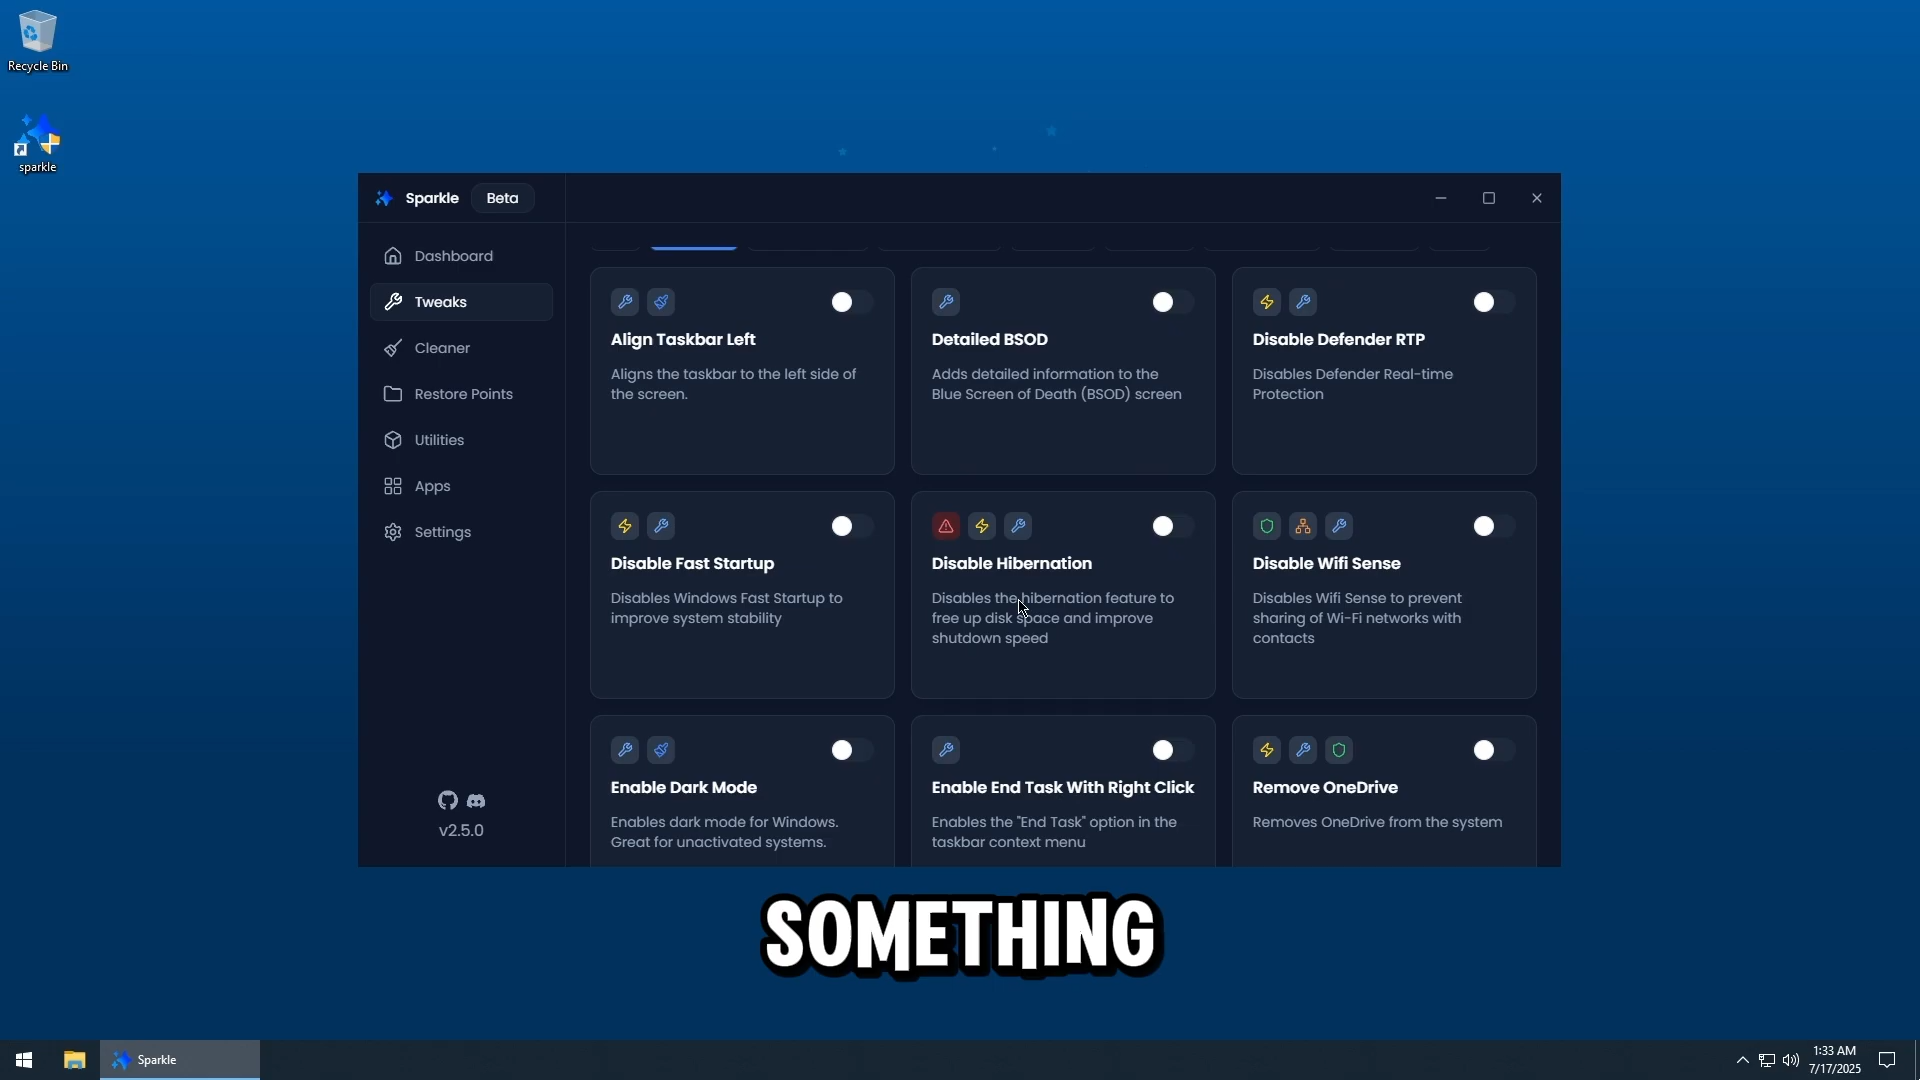 Recycle Bin
sparkle
Sparkle
Beta
Dashboard
Tweaks
Cleaner
Restore Points
Utilities
Apps
Settings
v2.5.0
Align Taskbar Left
Aligns the taskbar to the left side of
the screen.
Detailed BSOD
Adds detailed information to the
Blue Screen of Death (BSOD) screen
Disable Defender RTP
Disables Defender Real-time
Protection
Disable Fast Startup
Disables Windows Fast Startup to
improve system stability
Disable Hibernation
Disables the hibernation feature to
free up disk space and improve
shutdown speed
Disable Wifi Sense
Disables Wifi Sense to prevent
sharing of Wi-Fi networks with
contacts
Enable Dark Mode
Enables dark mode for Windows.
Great for unactivated systems.
Enable End Task With Right Click
Enables the "End Task" option in the
taskbar context menu
Remove OneDrive
Removes OneDrive from the system
SOMETHING
Sparkle
1:33 AM
7/17/2025